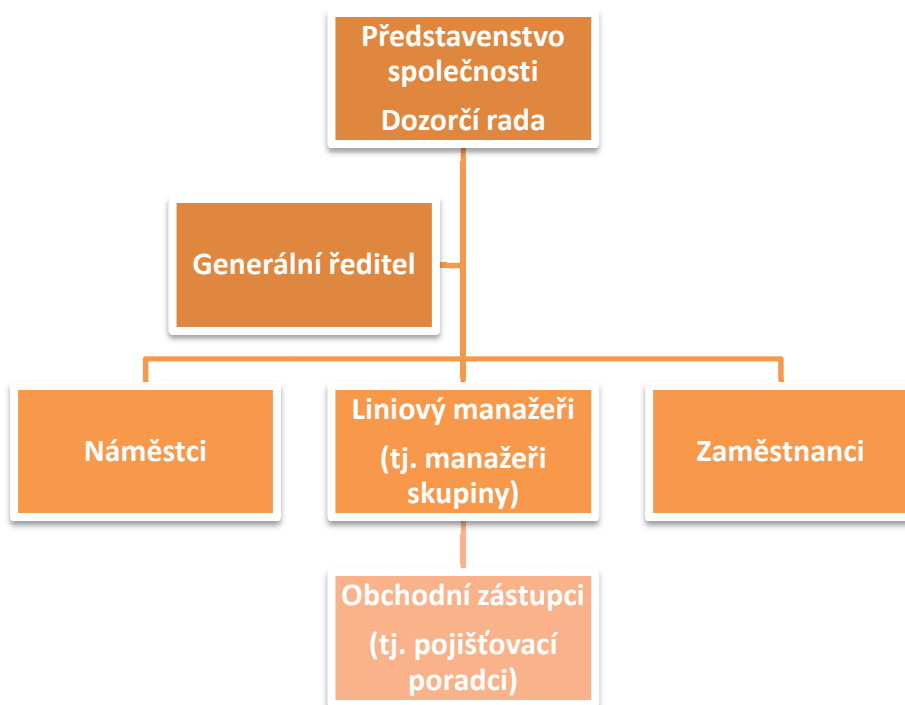 Představenstvo
společnosti
Dozorčí rada
Generální ředitel
Náměstci
Liniový manažeři
(tj. manažeři
skupiny)
Zaměstnanci
Obchodní zástupci
(tj. pojišťovací
poradci)